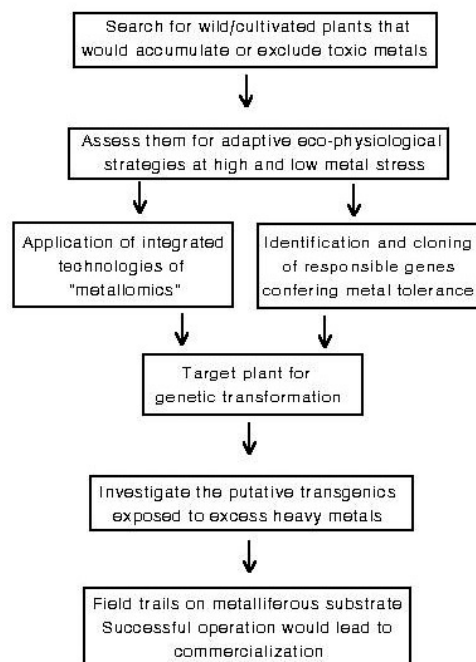 Search for wild/cultivated plants that
would accumulate or exclude toxic metals
Assess them for adaptive eco-physiological
strategies at high and low metal stress
Application of integrated
technologies of
"metallomics"
Identification and cloning
of responsible genes
confering metal tolerance
Target plant for
genetic transformation
Investigate the putative transgenics
exposed to excess heavy metals
Field trails on metalliferous substrate
Successful operation would lead to
commercialization